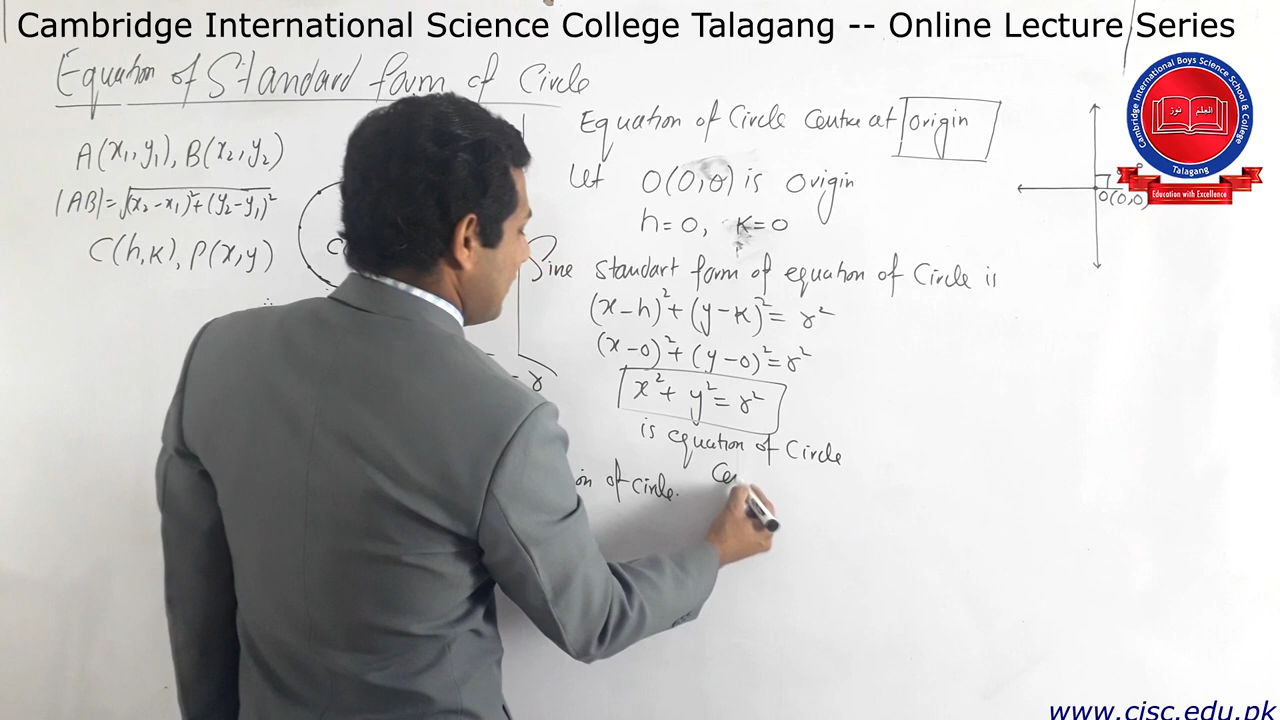 Cambridge International Science College Talagang -- Online Lecture Series
Equation of Standard form of Circle
A(x₁,y₁), B(x₂,y₂)
|AB|=√(x₂-x₁)²+(y₂-y₁)²
C(h,k), P(x,y)
∴
C
- r
on of circle.
Equation of Circle Centre at origin
Let O(0,0) is origin
h=0, k=0
Sine standart form of equation of Circle is
(x-h)²+(y-k)²= r²
(x-0)²+(y-0)²=r²
x²+y²=r²
is equation of Circle
Ce
O(0,0)
Cambridge International Boys Science School & College
Talagang
Education with Excellence
www.cisc.edu.pk